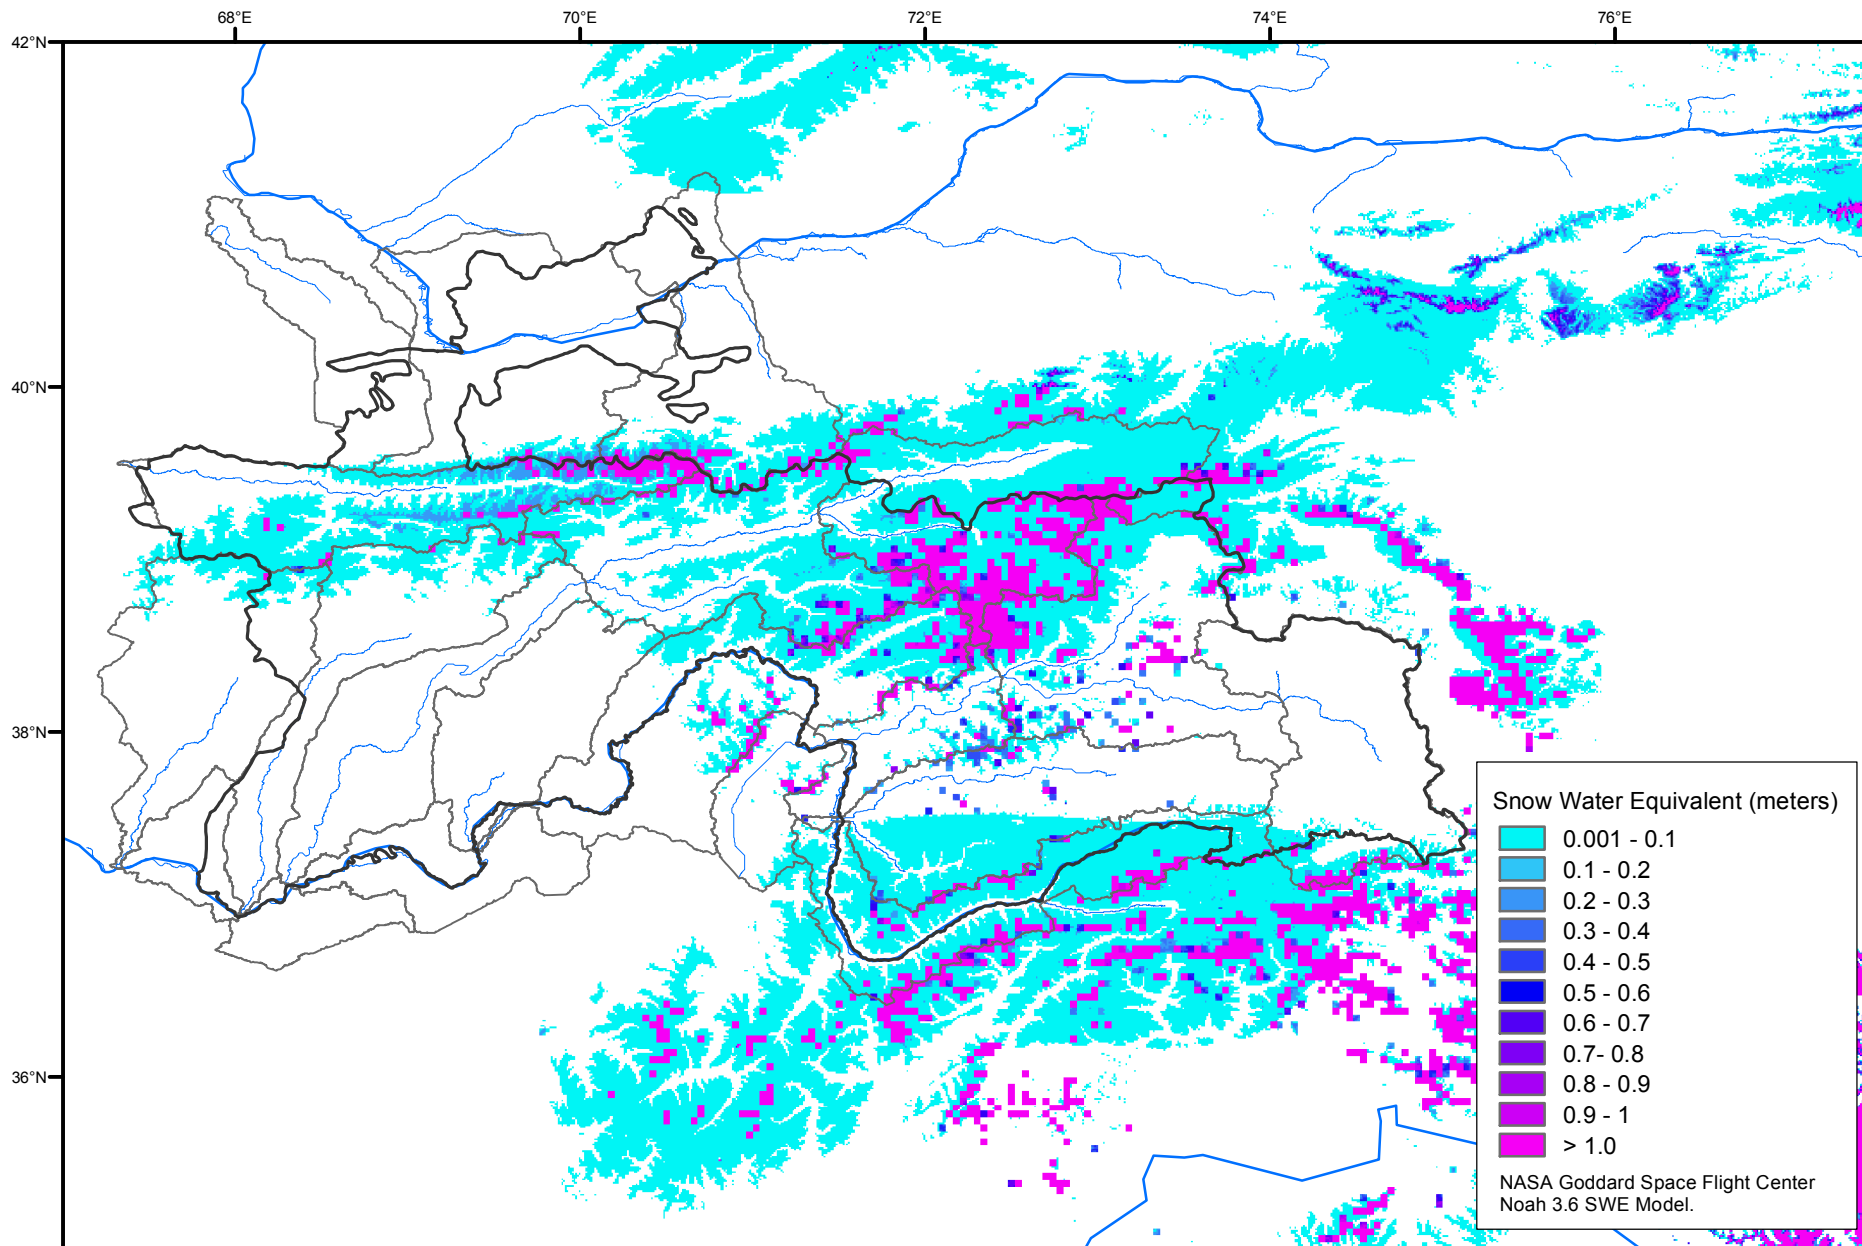 68°E 70°E 72°E 74°E 76°E
42°N
40°N
38°N
36°N
Snow Water Equivalent (meters)
0.001 - 0.1
0.1 - 0.2
0.2 - 0.3
0.3 - 0.4
0.4 - 0.5
0.5 - 0.6
0.6 - 0.7
0.7- 0.8
0.8 - 0.9
0.9 - 1
> 1.0
NASA Goddard Space Flight Center
Noah 3.6 SWE Model.